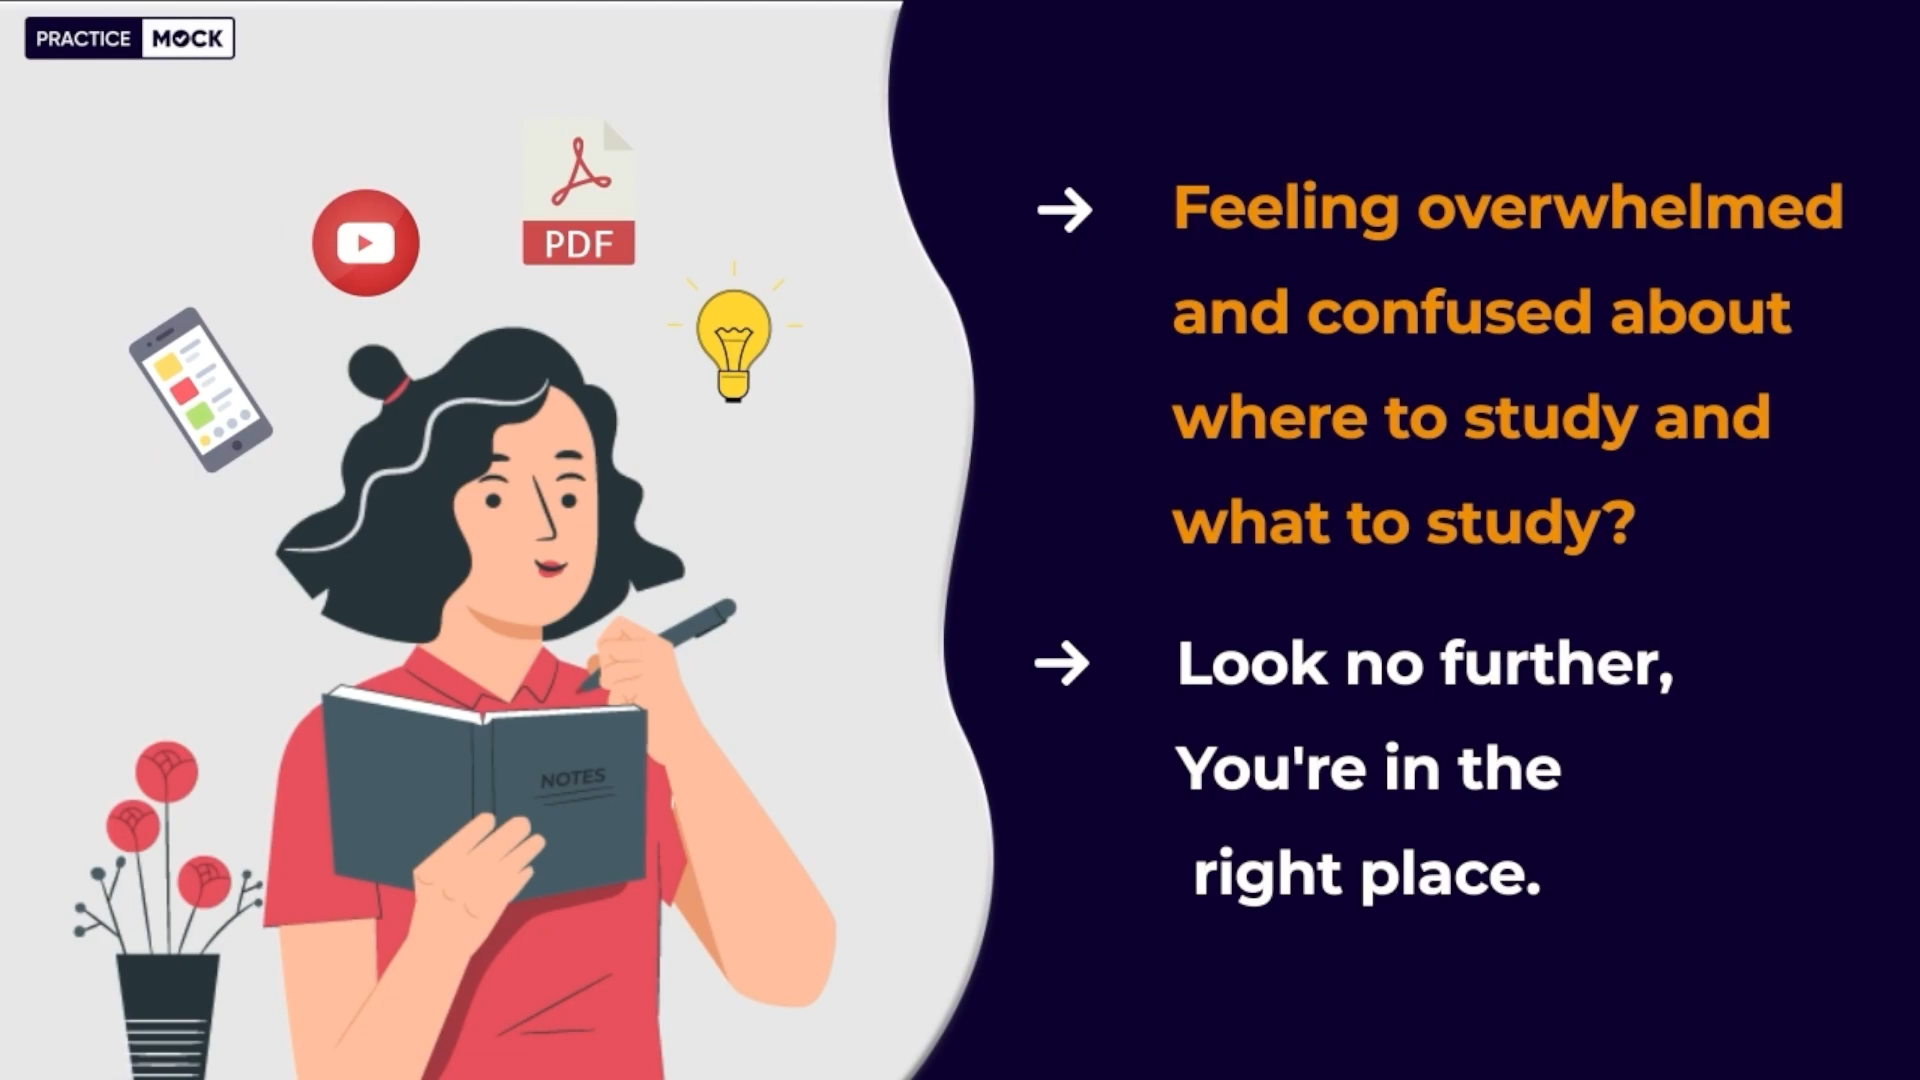 PRACTICE MOCK
PDF
NOTES
Feeling overwhelmed
and confused about
where to study and
what to study?
Look no further,
You're in the
right place.